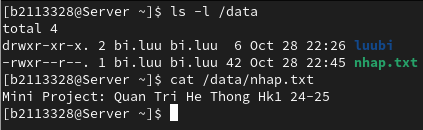 [b2113328@Server ~]$ ls -l /data
total 4
drwxr-xr-x. 2 bi.luu bi.luu  6 Oct 28 22:26 luubi
-rwxr--r--. 1 bi.luu bi.luu 42 Oct 28 22:45 nhap.txt
[b2113328@Server ~]$ cat /data/nhap.txt
Mini Project: Quan Tri He Thong Hk1 24-25
[b2113328@Server ~]$